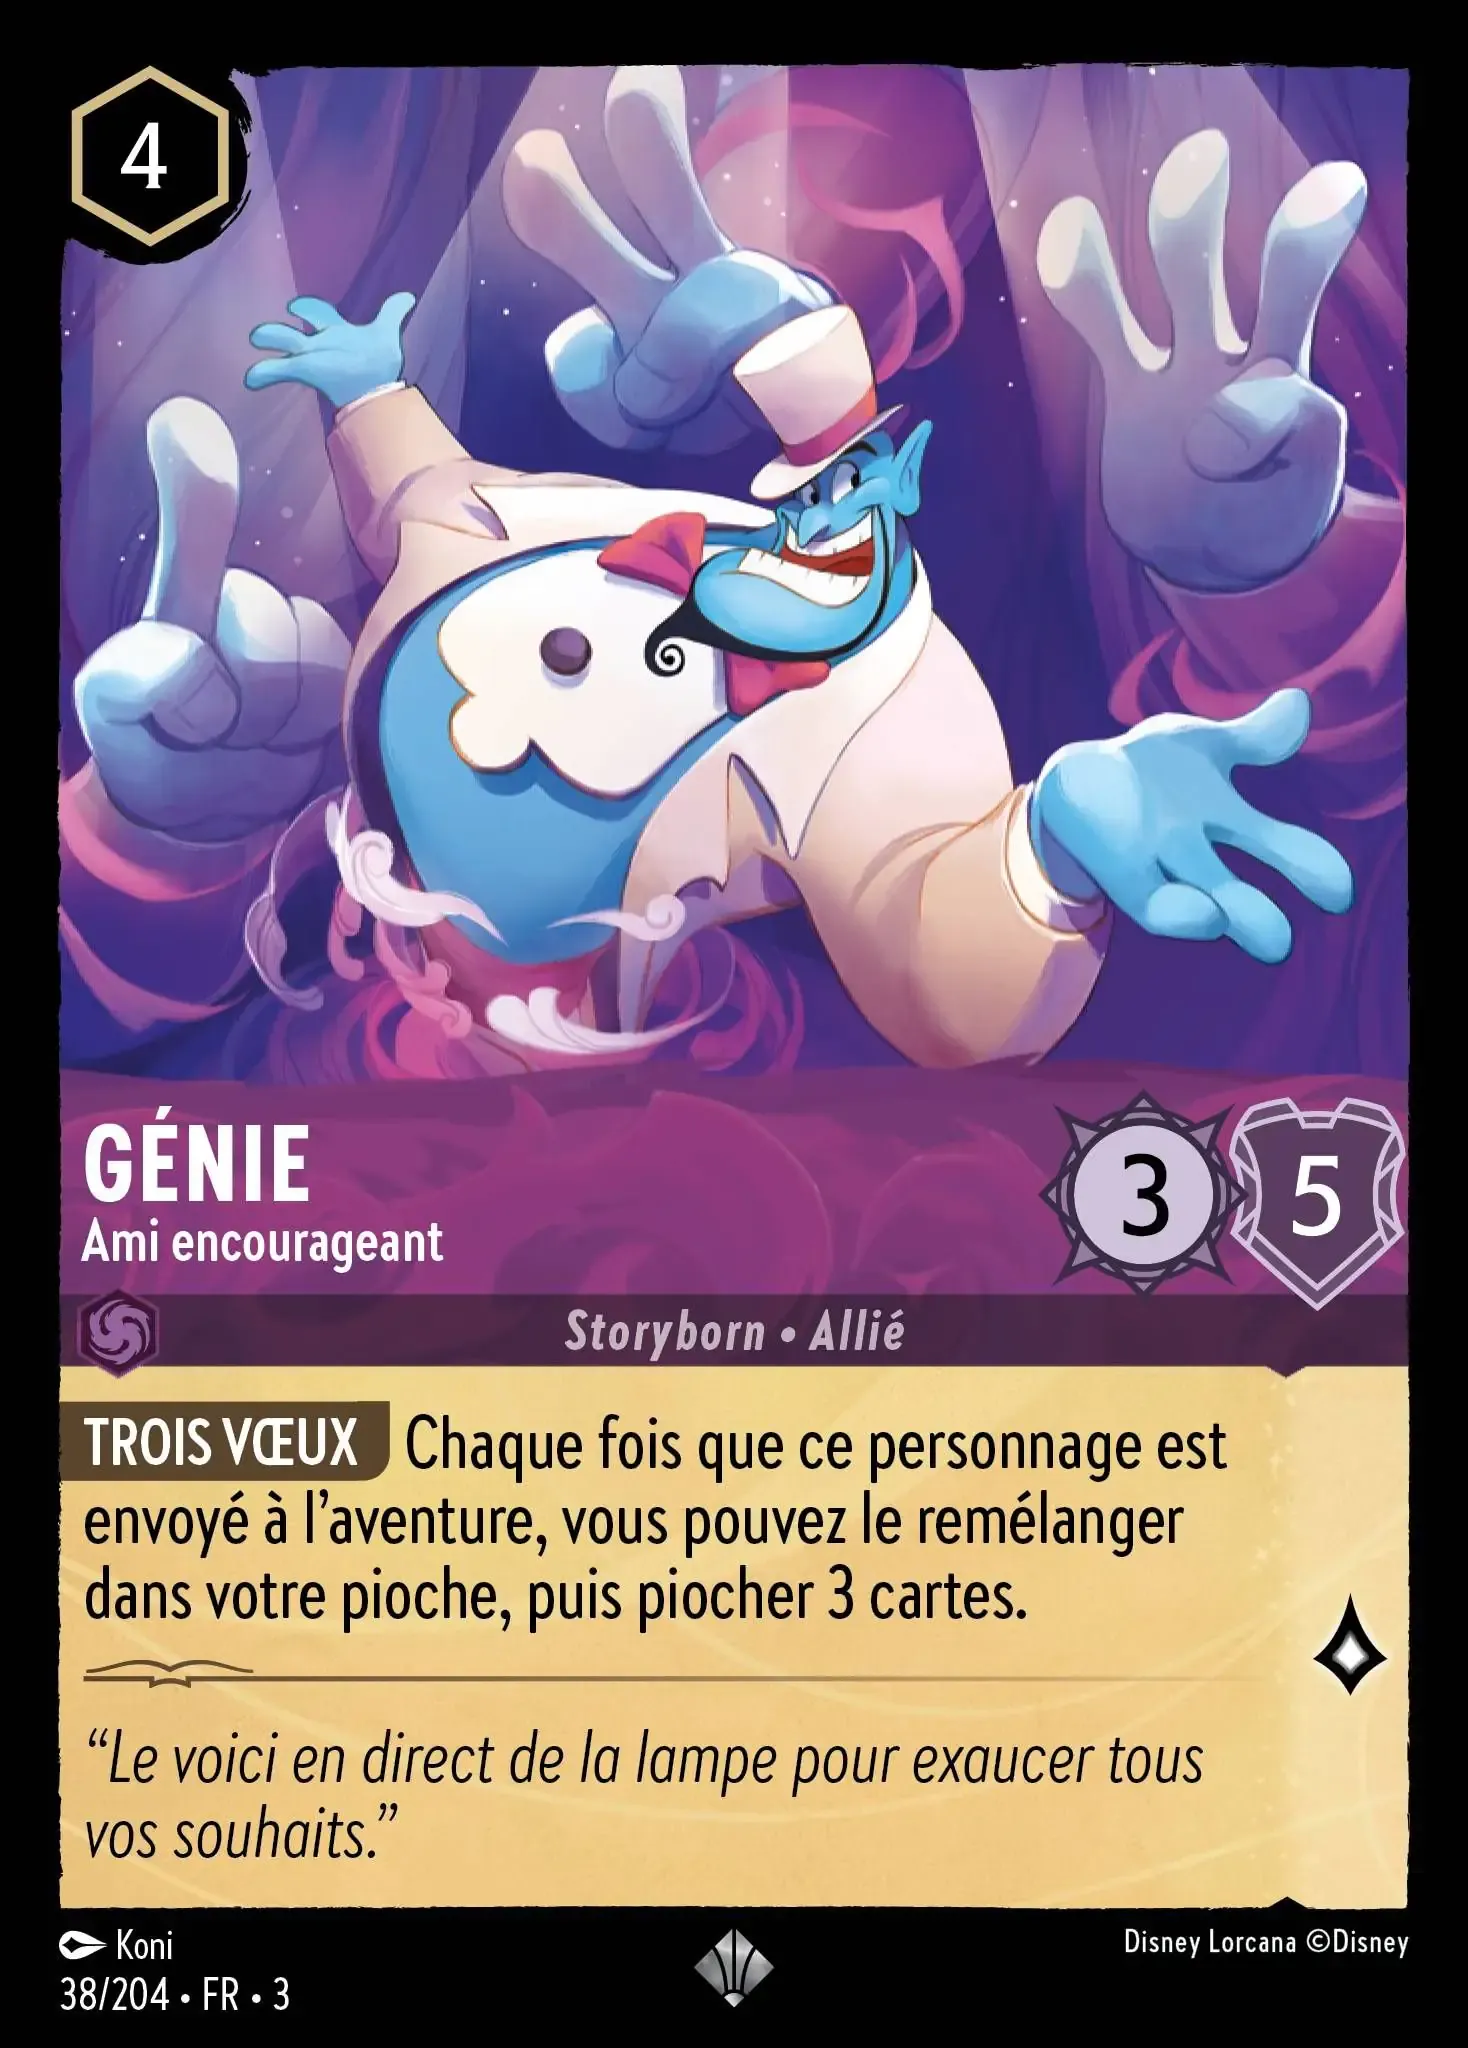 4
GÉNIE
Ami encourageant
3
5
Storyborn • Allié
TROIS VŒUX Chaque fois que ce personnage est
envoyé à l’aventure, vous pouvez le remélanger
dans votre pioche, puis piocher 3 cartes.
“Le voici en direct de la lampe pour exaucer tous
vos souhaits.”
Koni
Disney Lorcana ©Disney
38/204 • FR • 3